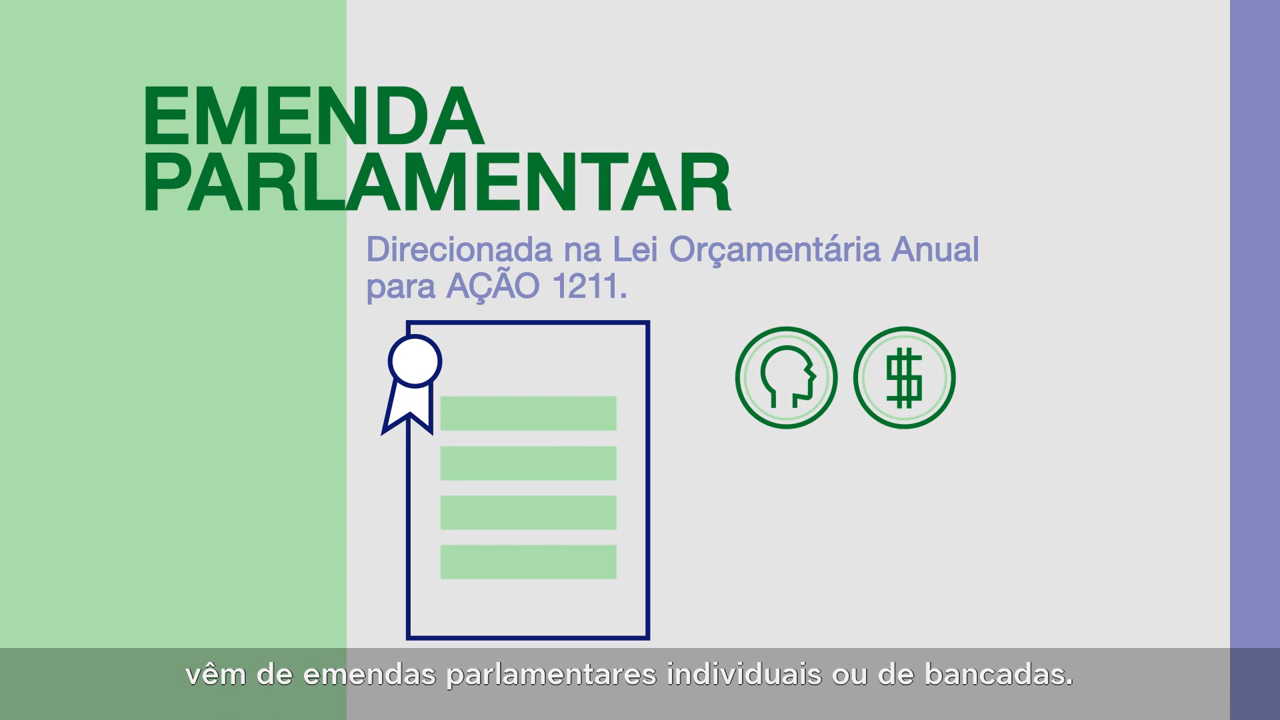 EMENDA
PARLAMENTAR
Direcionada na Lei Orçamentária Anual
para AÇÃO 1211.
vêm de emendas parlamentares individuais ou de bancadas.